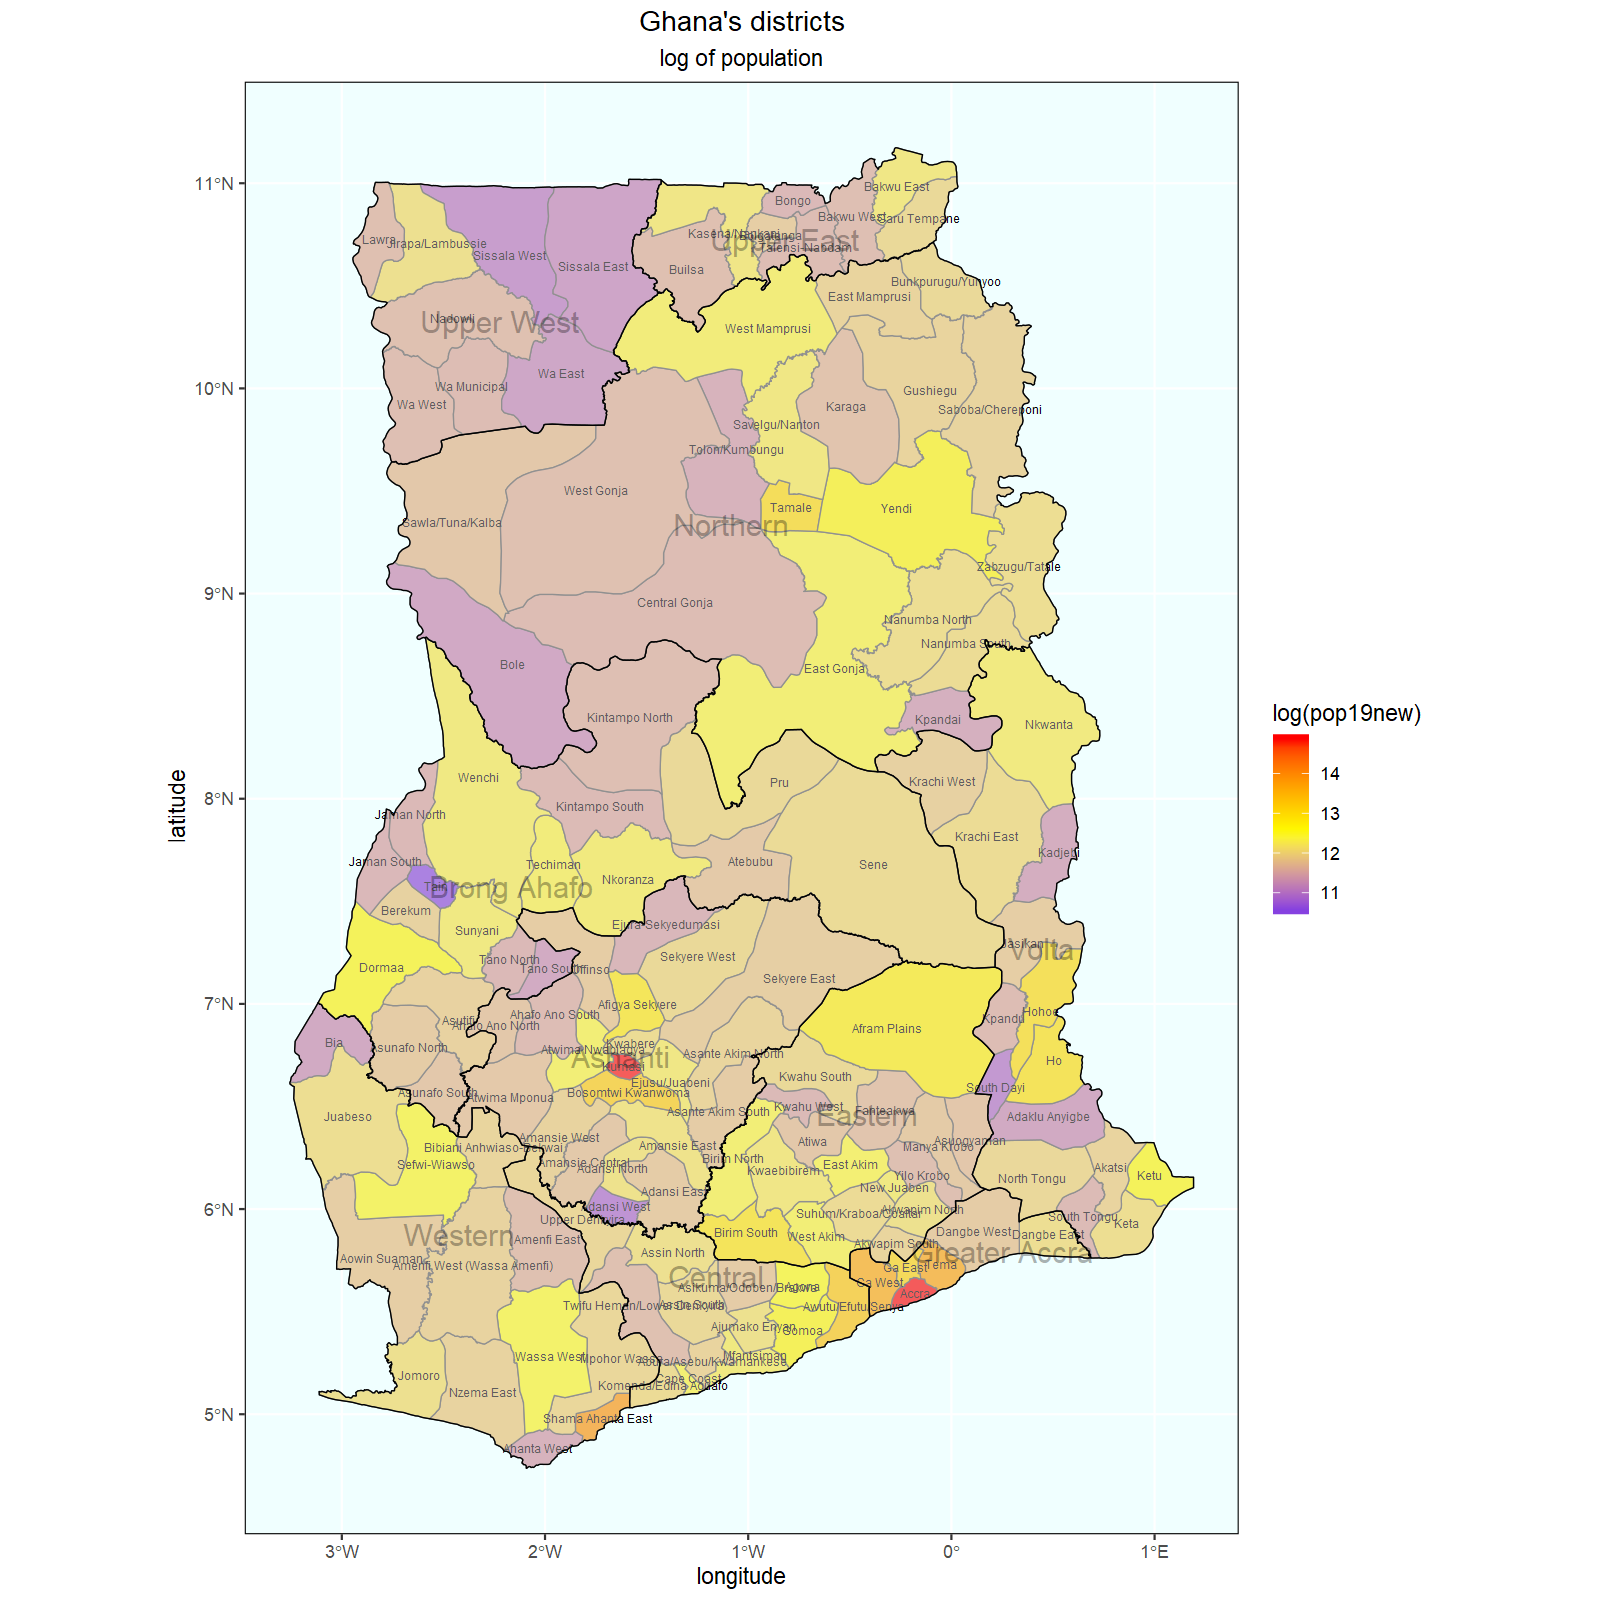 Ghana's districts
log of population
11°N
10°N
9°N
8°N
7°N
6°N
5°N
latitude
3°W
2°W
1°W
0°
1°E
longitude
log(pop19new)
14
13
12
11
Upper West
Upper East
Northern
Brong Ahafo
Volta
Ashanti
Eastern
Western
Central
Greater Accra
Bakwu East
Bongo
Bakwu West
Garu Tempane
Lawra
Jirapa/Lambussie
Sissala West
Sissala East
Kasena/Nankani
Bolgatanga
Talensi-Nabdam
Builsa
Bunkpurugu/Yunyoo
East Mamprusi
Nadowli
West Mamprusi
Wa East
Wa Municipal
Wa West
Gushiegu
Karaga
Saboba/Chereponi
Savelgu/Nanton
Tolon/Kumbungu
West Gonja
Tamale
Yendi
Sawla/Tuna/Kalba
Zabzugu/Tatale
Central Gonja
Nanumba North
Nanumba South
Bole
East Gonja
Kintampo North
Kpandai
Nkwanta
Wenchi
Pru
Krachi West
Kintampo South
Jaman North
Krachi East
Jaman South
Techiman
Atebubu
Sene
Kadjebi
Nkoranza
Tain
Berekum
Ejura-Sekyedumasi
Sunyani
Jasikan
Sekyere West
Dormaa
Tano North
Tano South
Offinso
Sekyere East
Afigya Sekyere
Hohoe
Kpandu
Ahafo Ano South
Asutifi
Ahafo Ano North
Afram Plains
Bia
Asunafo North
Kwabere
Atwima Nwabiagya
Asante Akim North
Ho
Kumasi
Kwahu South
Ejusu/Juabeni
South Dayi
Asunafo South
Atwima Mponua
Bosomtwi Kwanwoma
Asante Akim South
Kwahu West
Fanteakwa
Adaklu Anyigbe
Juabeso
Amansie West
Atiwa
Asuogyaman
Bibiani Anhwiaso-Bekwai
Amansie East
Manya Krobo
Sefwi-Wiawso
Amansie Central
Adansi North
Birim North
Kwaebibirem
East Akim
Yilo Krobo
North Tongu
Akatsi
Ketu
Adansi East
New Juaben
Adansi West
Suhum/Kraboa/Coaltar
Akwapim North
South Tongu
Upper Denkyira
Keta
Amenfi East
Birim South
West Akim
Akwapim South
Dangbe West
Dangbe East
Aowin Suaman
Amenfi West (Wassa Amenfi)
Assin North
Ga East
Tema
Ga West
Asikuma/Odoben/Brakwa
Agona
Accra
Twifu Heman/Lower Denkyira
Assin South
Awutu/Efutu/Senya
Ajumako Enyan
Gomoa
Wassa West
Mpohor Wassa
Abura/Asebu/Kwamankese
Mfantsiman
Jomoro
Cape Coast
Nzema East
Komenda/Edina Aguafo
Shama Ahanta East
Ahanta West